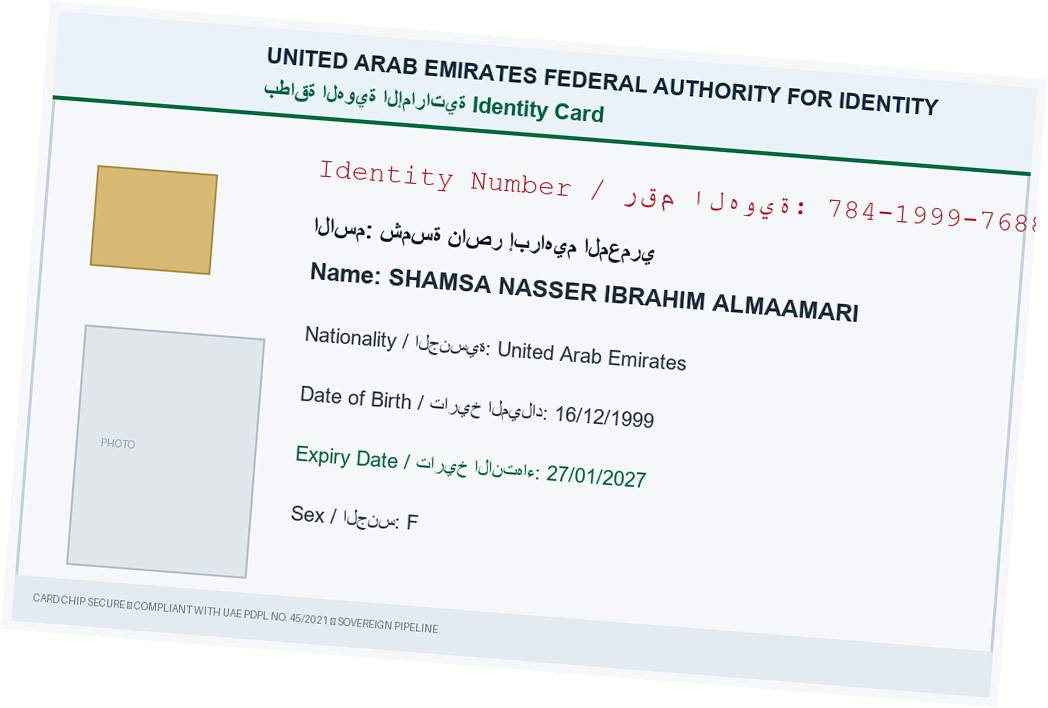 UNITED ARAB EMIRATES FEDERAL AUTHORITY FOR IDENTITY
بطاقة الهوية الإماراتية Identity Card
Identity Number / رقم الهوية: 784-1999-7688
الاسم: شمسة ناصر إبراهيم المعمري
Name: SHAMSA NASSER IBRAHIM ALMAAMARI
Nationality / الجنسية: United Arab Emirates
Date of Birth / تاريخ الميلاد: 16/12/1999
Expiry Date / تاريخ الانتهاء: 27/01/2027
Sex / الجنس: F
PHOTO
CARD CHIP SECURE COMPLIANT WITH UAE PDPL NO. 45/2021 SOVEREIGN PIPELINE